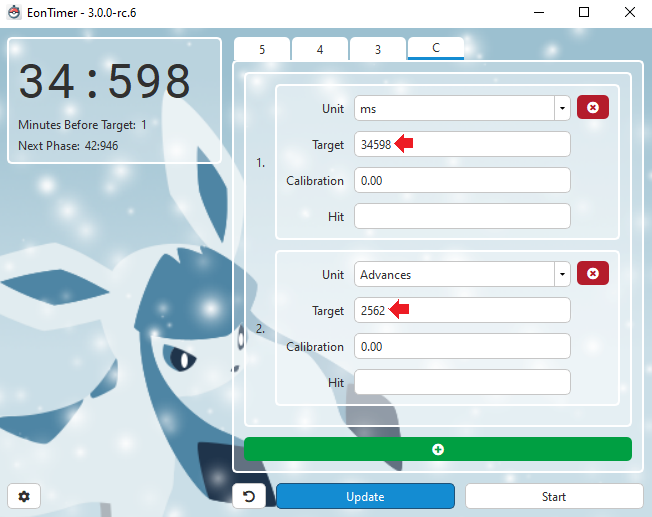 EonTimer - 3.0.0-rc.6
5 4 3 C
34:598
Minutes Before Target: 1
Next Phase: 42:946
1.
Unit ms
Target 34598
Calibration 0.00
Hit
2.
Unit Advances
Target 2562
Calibration 0.00
Hit
Update
Start